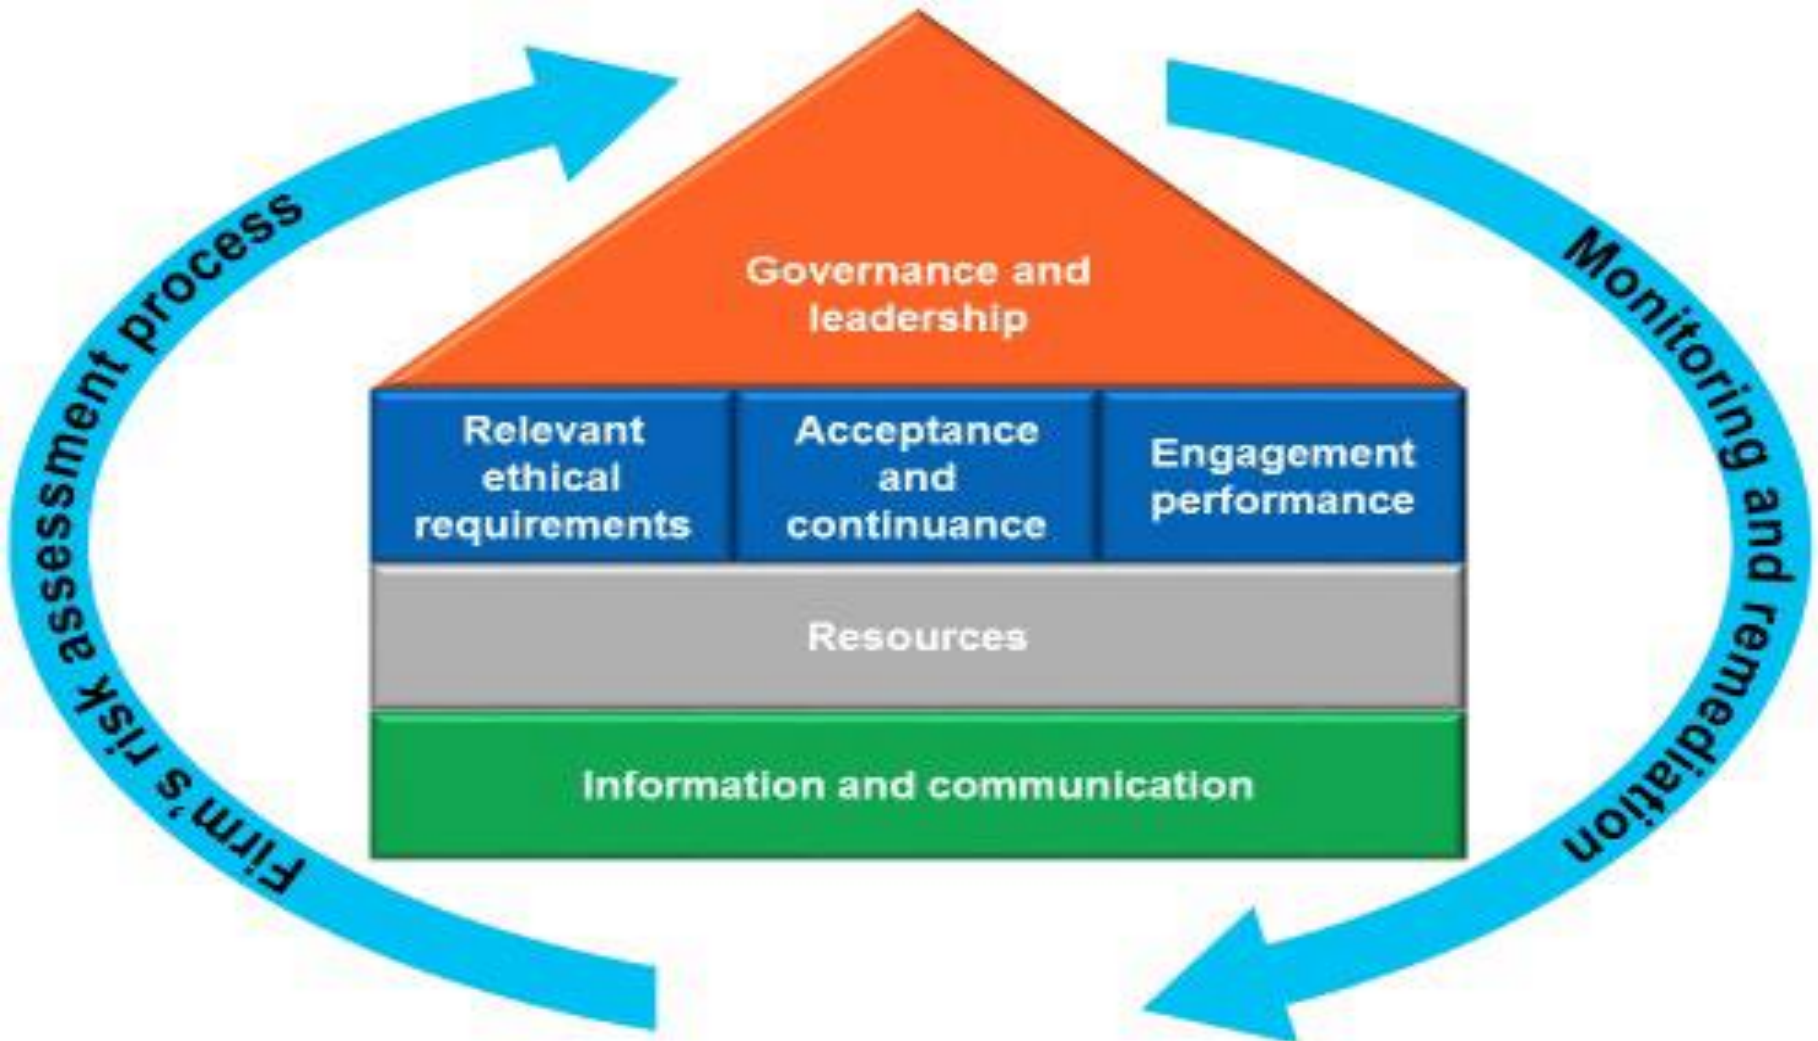 Firm's risk assessment process
Governance and
leadership
Relevant
ethical
requirements
Acceptance
and
continuance
Engagement
performance
Resources
Information and communication
Monitoring and remediation